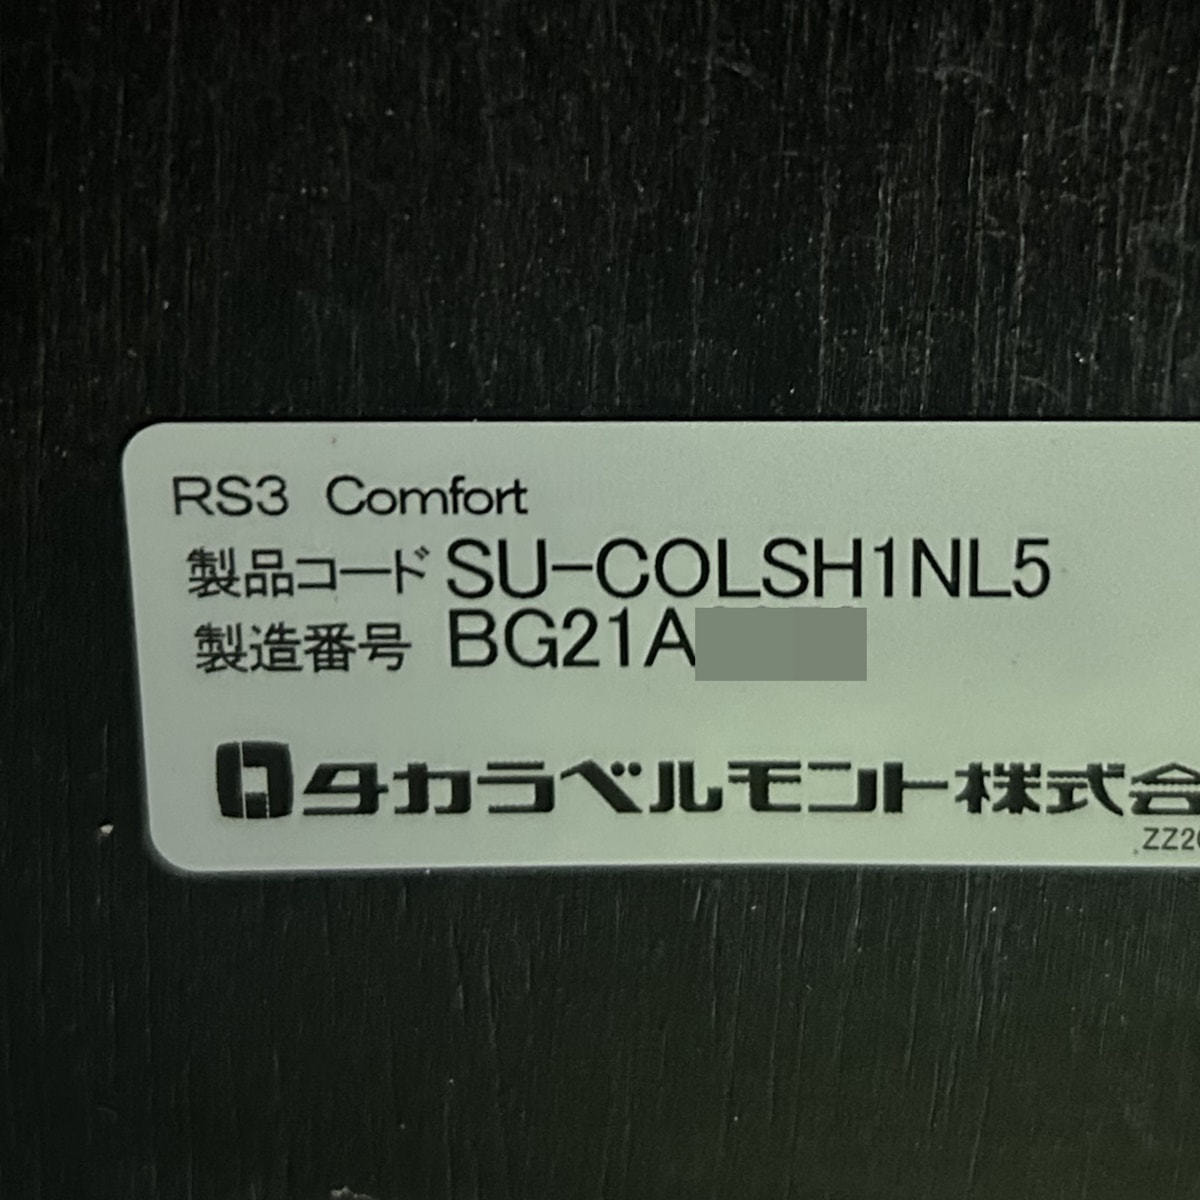 RS3 Comfort
製品コード SU-COLSH1NL5
製造番号 BG21A
タカラベルモント株式会
ZZ2